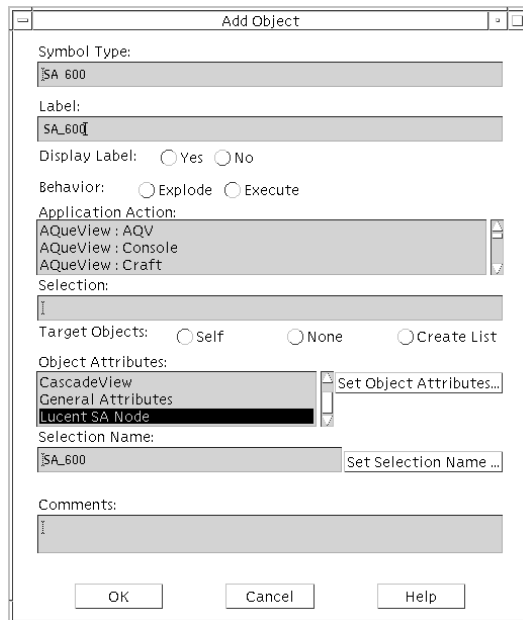 Add Object
Symbol Type:
SA 600
Label:
SA_600
Display Label: Yes No
Behavior: Explode Execute
Application Action:
AQueView : AQV
AQueView : Console
AQueView : Craft
Selection:
Target Objects: Self None Create List
Object Attributes:
CascadeView
General Attributes
Lucent SA Node
Set Object Attributes...
Selection Name:
SA_600
Set Selection Name ...
Comments:
OK Cancel Help